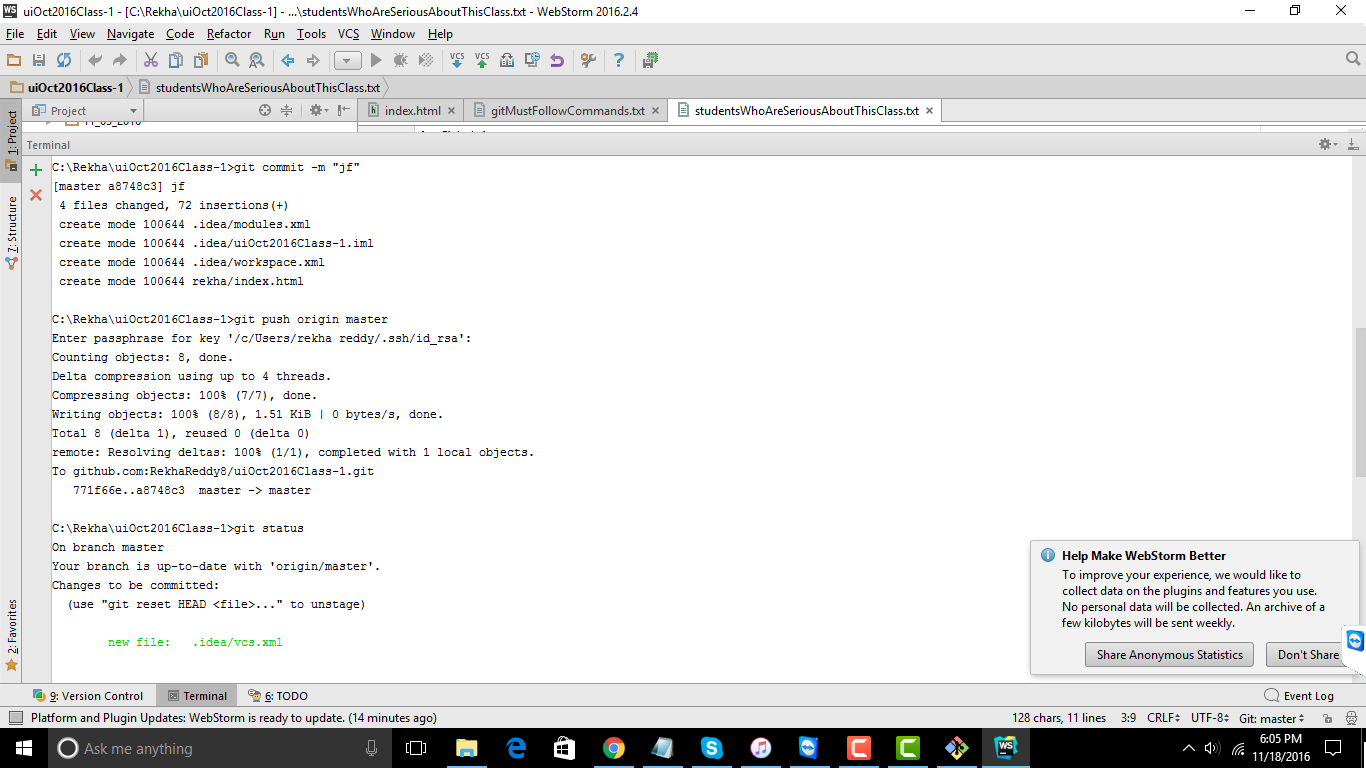 WS uiOct2016Class-1 - [C:\Rekha\uiOct2016Class-1] - ...\studentsWhoAreSeriousAboutThisClass.txt - WebStorm 2016.2.4
File Edit View Navigate Code Refactor Run Tools VCS Window Help
VCS VCS
uiOct2016Class-1 studentsWhoAreSeriousAboutThisClass.txt
1: Project
Project
index.html gitMustFollowCommands.txt studentsWhoAreSeriousAboutThisClass.txt
Terminal
7: Structure
2: Favorites
C:\Rekha\uiOct2016Class-1>git commit -m "jf"
[master a8748c3] jf
4 files changed, 72 insertions(+)
create mode 100644 .idea/modules.xml
create mode 100644 .idea/uiOct2016Class-1.iml
create mode 100644 .idea/workspace.xml
create mode 100644 rekha/index.html
C:\Rekha\uiOct2016Class-1>git push origin master
Enter passphrase for key '/c/Users/rekha reddy/.ssh/id_rsa':
Counting objects: 8, done.
Delta compression using up to 4 threads.
Compressing objects: 100% (7/7), done.
Writing objects: 100% (8/8), 1.51 KiB | 0 bytes/s, done.
Total 8 (delta 1), reused 0 (delta 0)
remote: Resolving deltas: 100% (1/1), completed with 1 local objects.
To github.com:RekhaReddy8/uiOct2016Class-1.git
771f66e..a8748c3  master -> master
C:\Rekha\uiOct2016Class-1>git status
On branch master
Your branch is up-to-date with 'origin/master'.
Changes to be committed:
(use "git reset HEAD <file>..." to unstage)
new file:   .idea/vcs.xml
Help Make WebStorm Better
To improve your experience, we would like to
collect data on the plugins and features you use.
No personal data will be collected. An archive of a
few kilobytes will be sent weekly.
Share Anonymous Statistics Don't Share
9: Version Control Terminal 6: TODO Event Log
Platform and Plugin Updates: WebStorm is ready to update. (14 minutes ago) 128 chars, 11 lines 3:9 CRLF UTF-8 Git: master
Ask me anything
WS
6:05 PM
11/18/2016